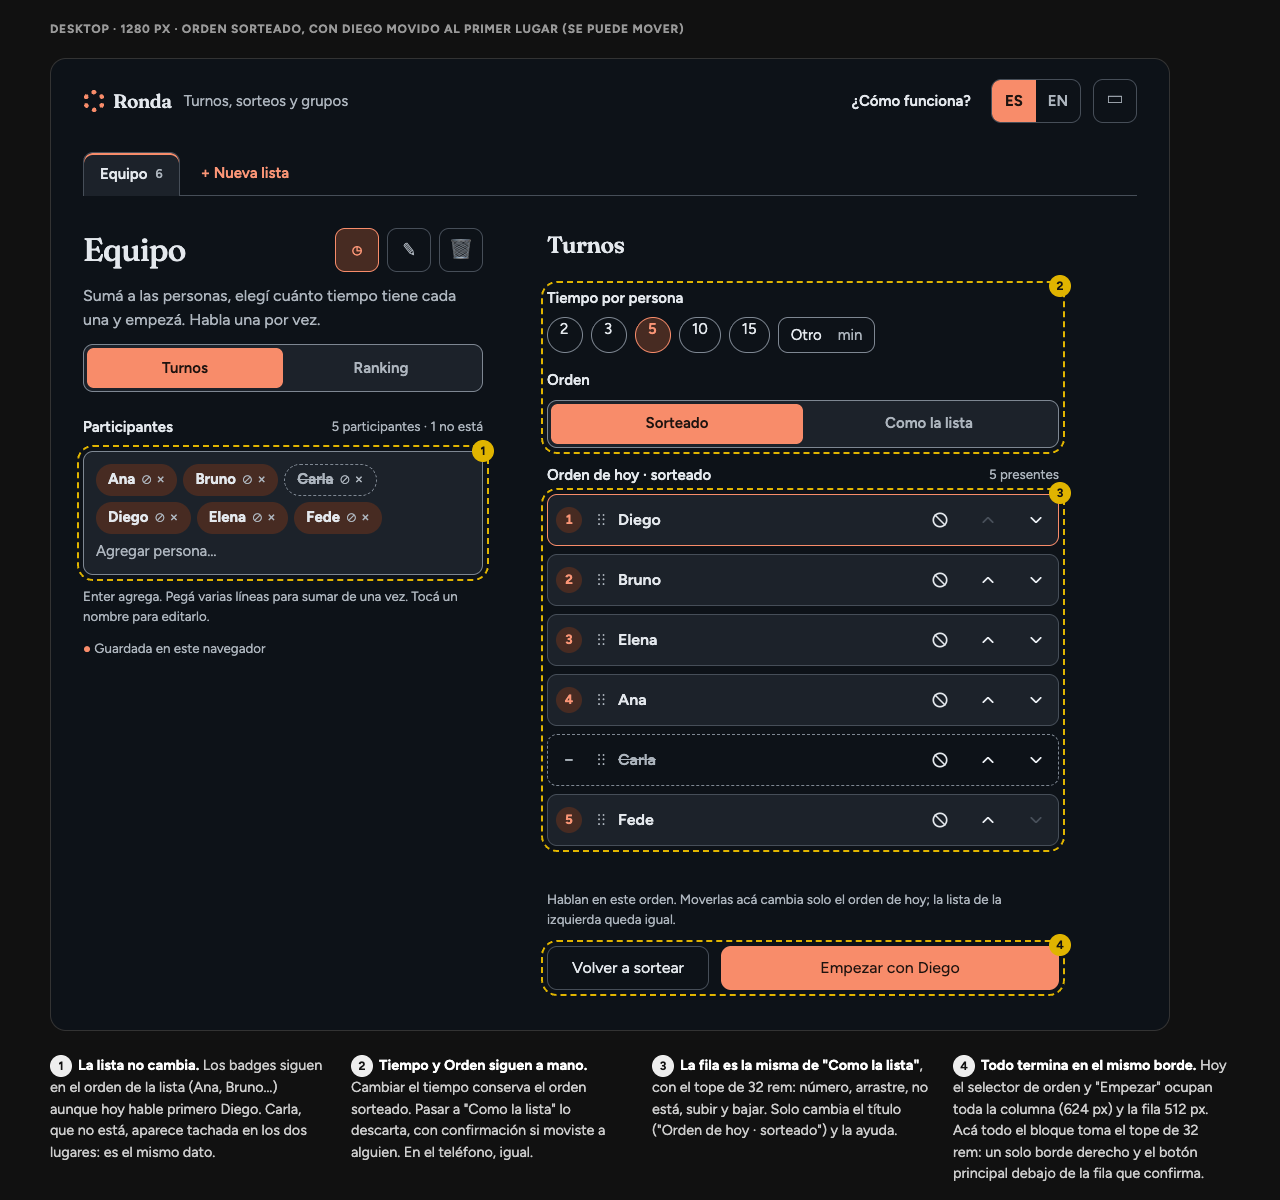 DESKTOP · 1280 PX · ORDEN SORTEADO, CON DIEGO MOVIDO AL PRIMER LUGAR (SE PUEDE MOVER)
Ronda Turnos, sorteos y grupos
¿Cómo funciona?
ES EN
Equipo 6
+ Nueva lista
Equipo
Sumá a las personas, elegí cuánto tiempo tiene cada
una y empezá. Habla una por vez.
Turnos Ranking
Participantes 5 participantes · 1 no está
1
Ana ⊘ × Bruno ⊘ × Carla ⊘ ×
Diego ⊘ × Elena ⊘ × Fede ⊘ ×
Agregar persona...
Enter agrega. Pegá varias líneas para sumar de una vez. Tocá un
nombre para editarlo.
Guardada en este navegador
Turnos
2
Tiempo por persona
2 3 5 10 15 Otro min
Orden
Sorteado Como la lista
Orden de hoy · sorteado 5 presentes
3
1 Diego
2 Bruno
3 Elena
4 Ana
– Carla
5 Fede
Hablan en este orden. Moverlas acá cambia solo el orden de hoy; la lista de la
izquierda queda igual.
4
Volver a sortear Empezar con Diego
1 La lista no cambia. Los badges siguen
en el orden de la lista (Ana, Bruno...)
aunque hoy hable primero Diego. Carla,
que no está, aparece tachada en los dos
lugares: es el mismo dato.
2 Tiempo y Orden siguen a mano.
Cambiar el tiempo conserva el orden
sorteado. Pasar a "Como la lista" lo
descarta, con confirmación si moviste a
alguien. En el teléfono, igual.
3 La fila es la misma de "Como la lista",
con el tope de 32 rem: número, arrastre, no
está, subir y bajar. Solo cambia el título
("Orden de hoy · sorteado") y la ayuda.
4 Todo termina en el mismo borde. Hoy
el selector de orden y "Empezar" ocupan
toda la columna (624 px) y la fila 512 px.
Acá todo el bloque toma el tope de 32
rem: un solo borde derecho y el botón
principal debajo de la fila que confirma.